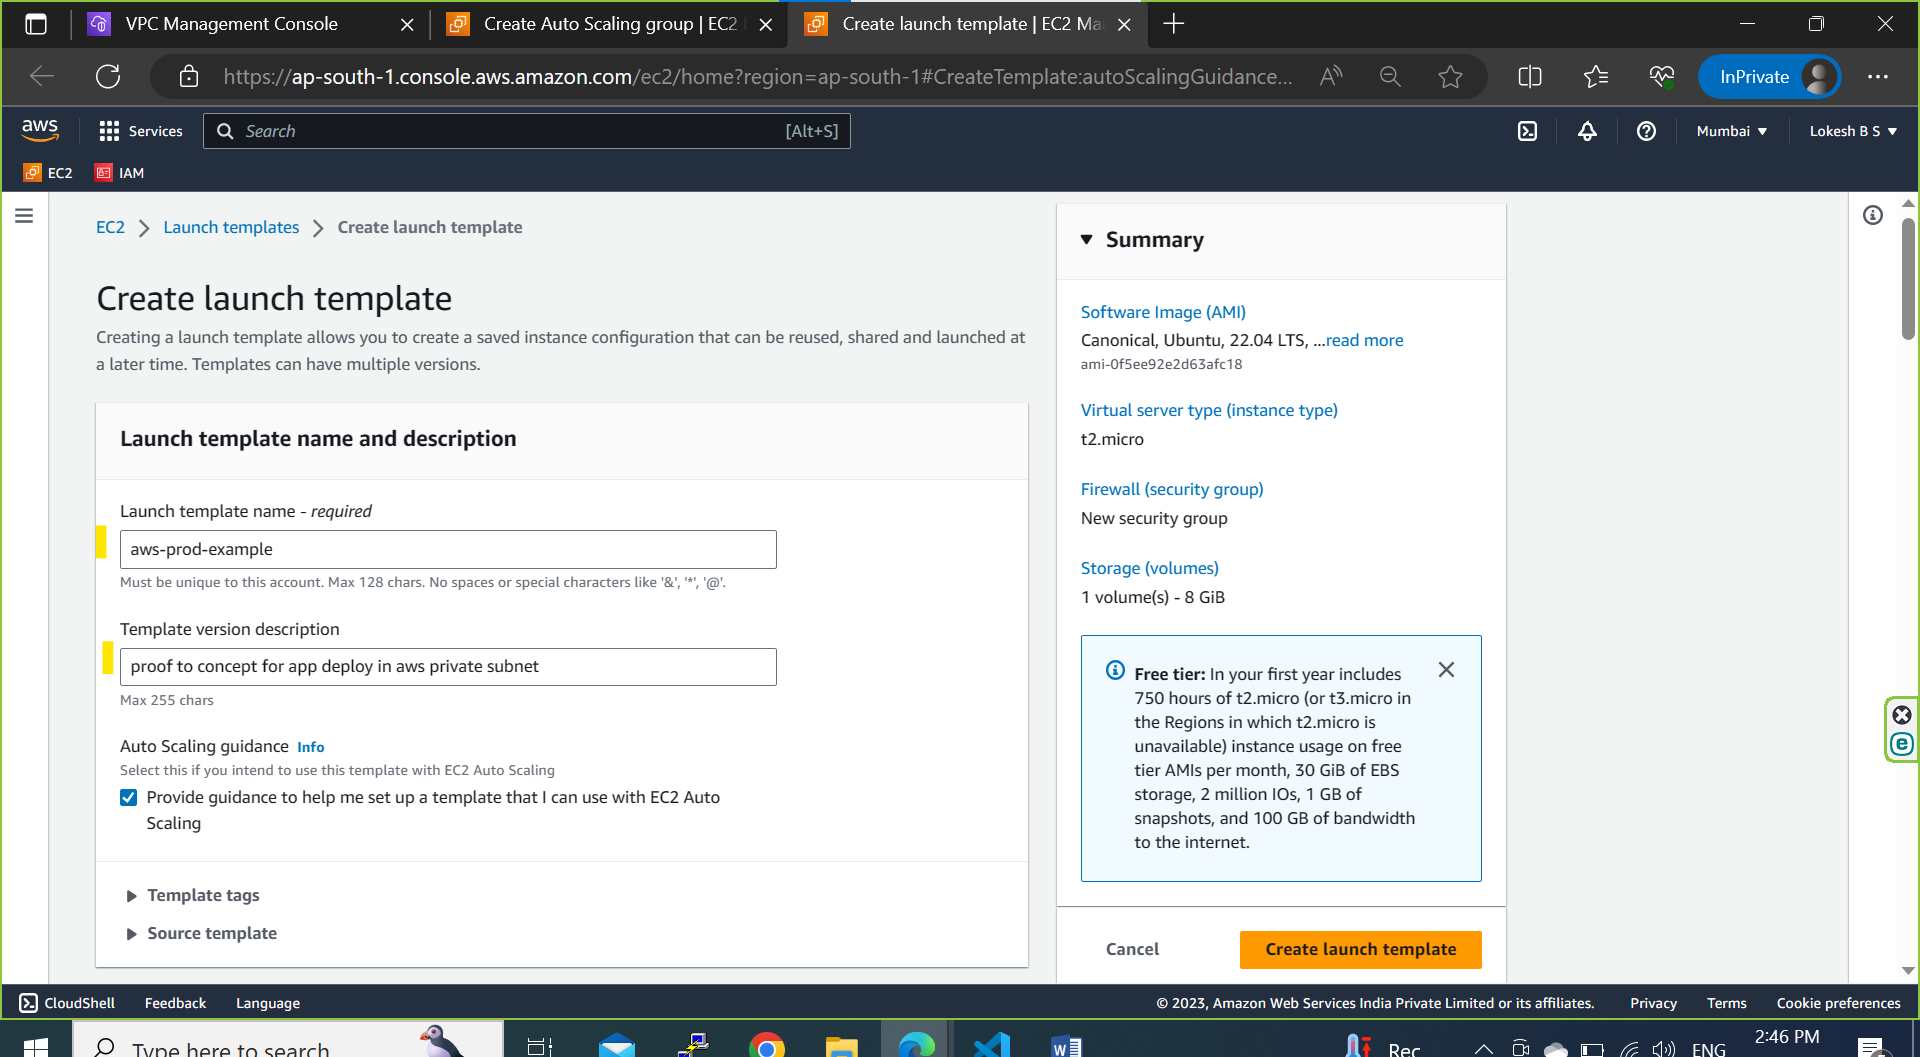 VPC Management Console
Create Auto Scaling group | EC2
Create launch template | EC2 Ma
https://ap-south-1.console.aws.amazon.com/ec2/home?region=ap-south-1#CreateTemplate:autoScalingGuidance...
InPrivate
aws
Services
Search
[Alt+S]
Mumbai
Lokesh B S
EC2
IAM
EC2
Launch templates
Create launch template
Create launch template
Creating a launch template allows you to create a saved instance configuration that can be reused, shared and launched at
a later time. Templates can have multiple versions.
Launch template name and description
Launch template name - required
aws-prod-example
Must be unique to this account. Max 128 chars. No spaces or special characters like '&', '*', '@'.
Template version description
proof to concept for app deploy in aws private subnet
Max 255 chars
Auto Scaling guidance Info
Select this if you intend to use this template with EC2 Auto Scaling
Provide guidance to help me set up a template that I can use with EC2 Auto
Scaling
Template tags
Source template
Summary
Software Image (AMI)
Canonical, Ubuntu, 22.04 LTS, ...read more
ami-0f5ee92e2d63afc18
Virtual server type (instance type)
t2.micro
Firewall (security group)
New security group
Storage (volumes)
1 volume(s) - 8 GiB
Free tier: In your first year includes
750 hours of t2.micro (or t3.micro in
the Regions in which t2.micro is
unavailable) instance usage on free
tier AMIs per month, 30 GiB of EBS
storage, 2 million IOs, 1 GB of
snapshots, and 100 GB of bandwidth
to the internet.
Cancel
Create launch template
CloudShell
Feedback
Language
© 2023, Amazon Web Services India Private Limited or its affiliates.
Privacy
Terms
Cookie preferences
Type here to search
Rec
ENG
2:46 PM